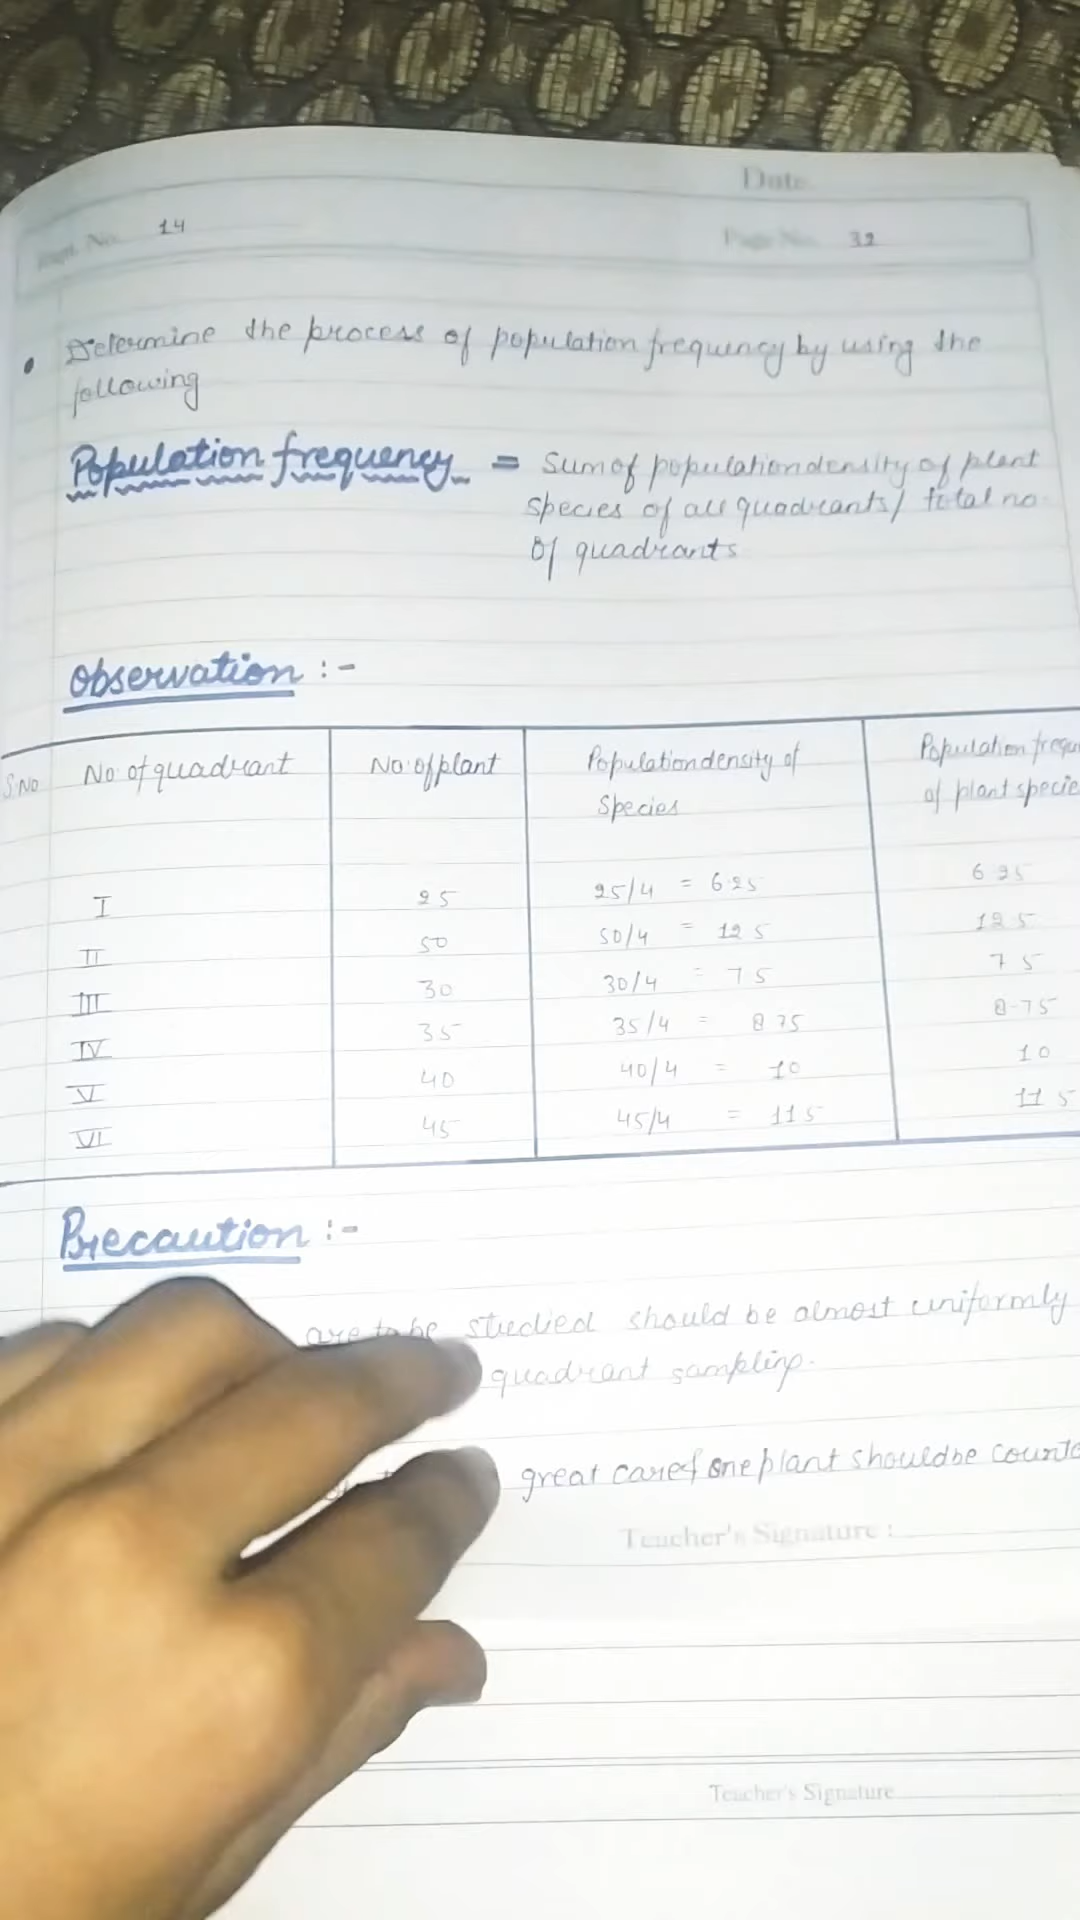 Date
Expt. No. 14
Page No. 32
• Determine the process of population frequency by using the
following
Population frequency = sum of population density of plant
species of all quadrants / total no
of quadrants
Observation :-
S.No No. of quadrant No. of plant Population density of Species Population frequ of plant specie
I 25 25/4 = 6.25 6.25
II 50 50/4 = 12 5 12.5
III 30 30/4 = 7 5 7 5
IV 35 35/4 = 8 75 8.75
V 40 40/4 = 10 10
VI 45 45/4 = 11 5 11 5
Precaution :-
are to be studied should be almost uniformly
quadrant sampling.
great care & one plant should be counte
Teacher's Signature :
Teacher's Signature